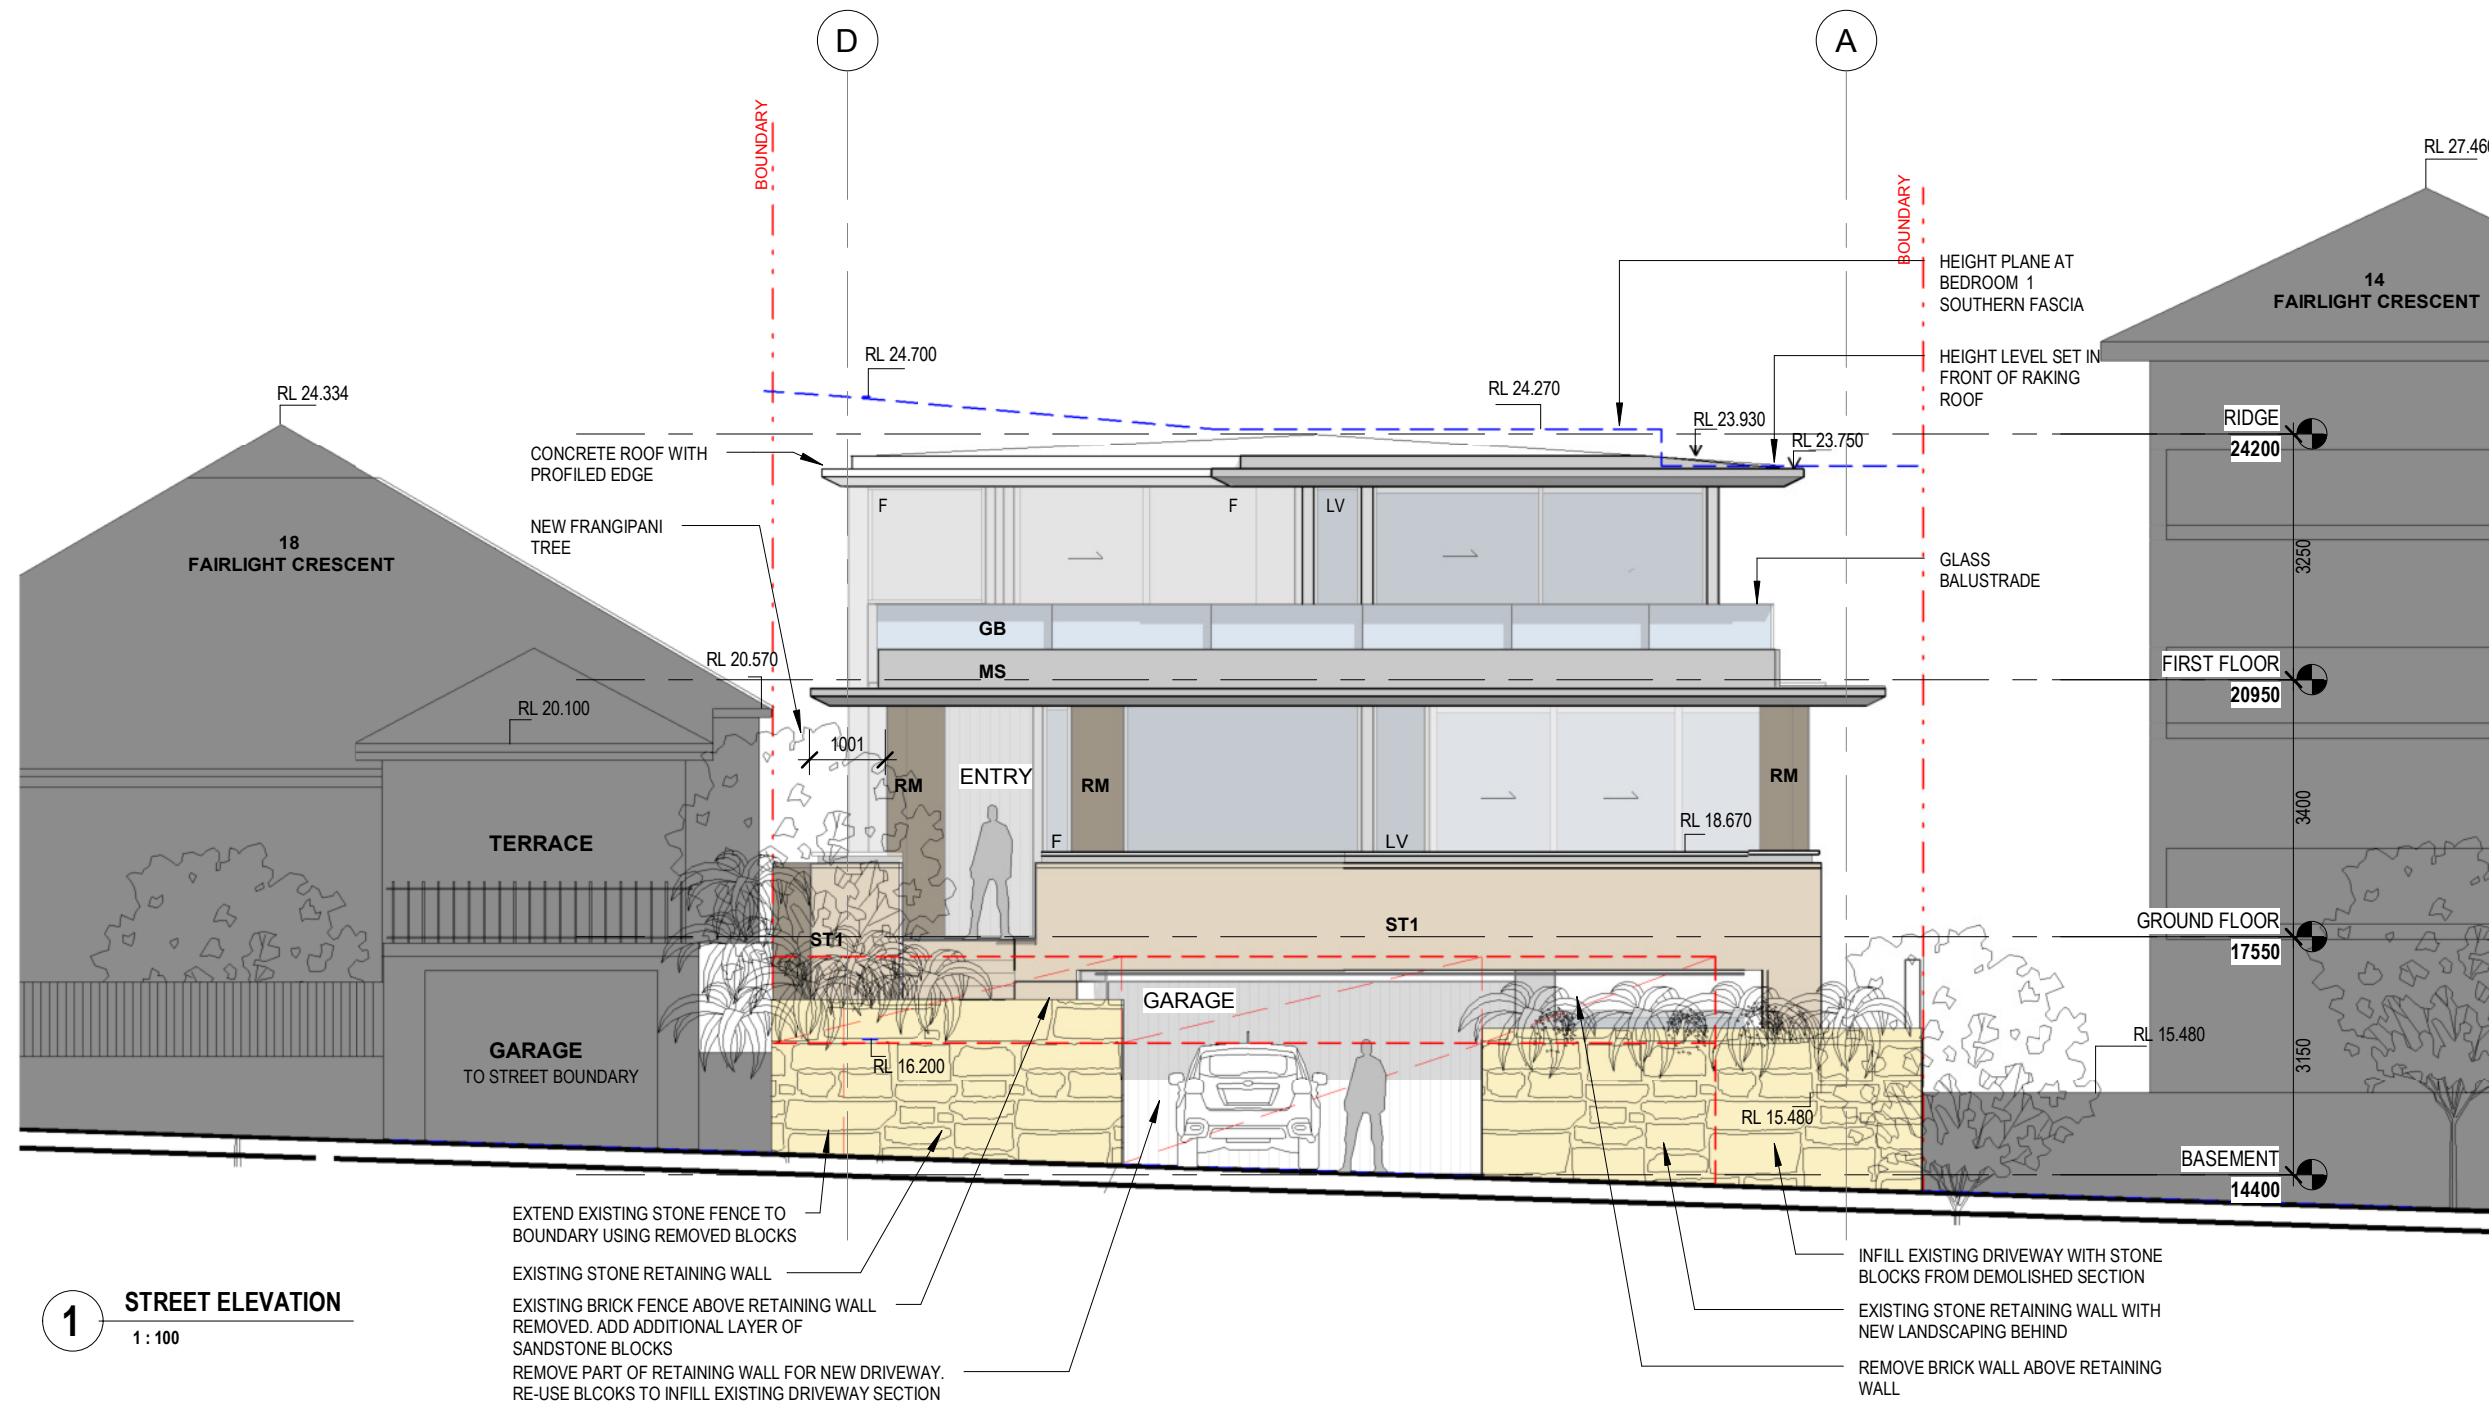 D
A
BOUNDARY
BOUNDARY
RL 27.460
HEIGHT PLANE AT
BEDROOM 1
SOUTHERN FASCIA
14
FAIRLIGHT CRESCENT
HEIGHT LEVEL SET IN
FRONT OF RAKING
ROOF
RL 24.700
RL 24.334
RL 24.270
RL 23.930
RL 23.750
RIDGE
24200
CONCRETE ROOF WITH
PROFILED EDGE
F
F
LV
NEW FRANGIPANI
TREE
18
FAIRLIGHT CRESCENT
3250
GLASS
BALUSTRADE
GB
MS
RL 20.570
FIRST FLOOR
20950
RL 20.100
1001
RM
ENTRY
RM
RM
3400
RL 18.670
F
LV
TERRACE
ST1
ST1
GROUND FLOOR
17550
GARAGE
RL 15.480
3150
GARAGE
TO STREET BOUNDARY
RL 16.200
RL 15.480
BASEMENT
14400
EXTEND EXISTING STONE FENCE TO
BOUNDARY USING REMOVED BLOCKS
EXISTING STONE RETAINING WALL
EXISTING BRICK FENCE ABOVE RETAINING WALL
REMOVED. ADD ADDITIONAL LAYER OF
SANDSTONE BLOCKS
REMOVE PART OF RETAINING WALL FOR NEW DRIVEWAY.
RE-USE BLCOKS TO INFILL EXISTING DRIVEWAY SECTION
INFILL EXISTING DRIVEWAY WITH STONE
BLOCKS FROM DEMOLISHED SECTION
EXISTING STONE RETAINING WALL WITH
NEW LANDSCAPING BEHIND
REMOVE BRICK WALL ABOVE RETAINING
WALL
1
STREET ELEVATION
1 : 100